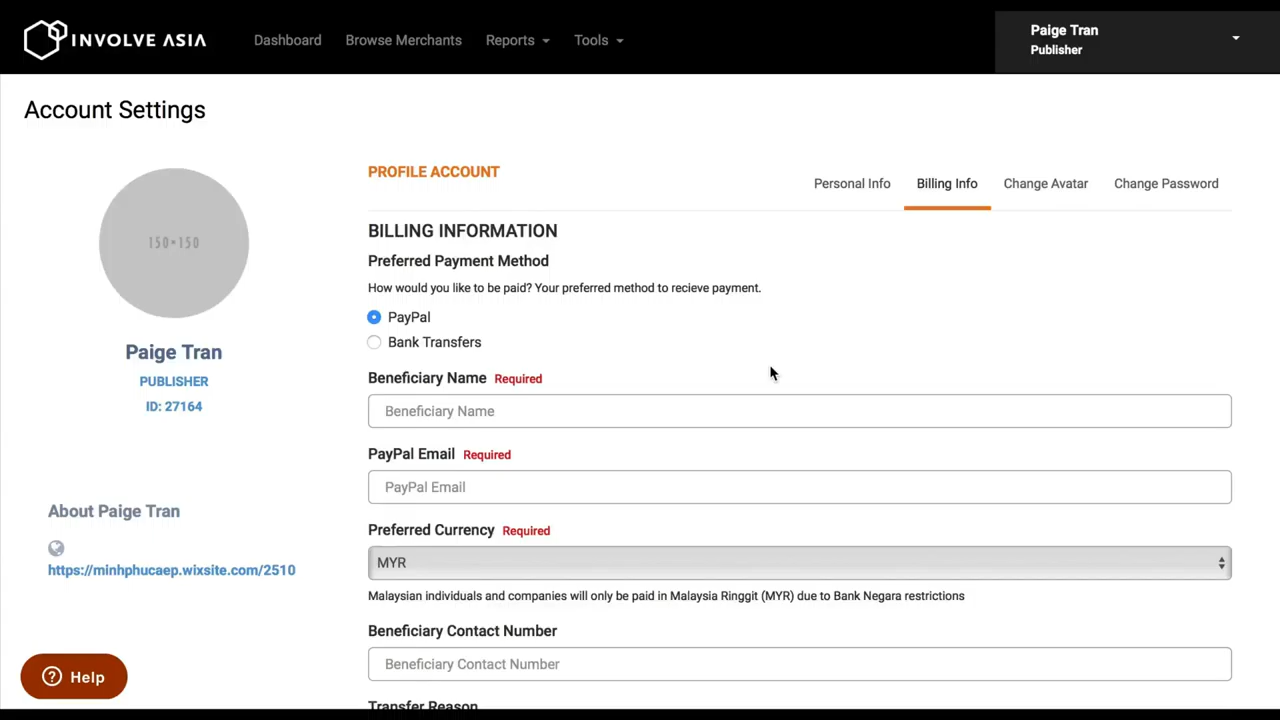 INVOLVE ASIA
Dashboard
Browse Merchants
Reports
Tools
Paige Tran
Publisher
Account Settings
150×150
Paige Tran
PUBLISHER
ID: 27164
About Paige Tran
https://minhphucaep.wixsite.com/2510
Help
PROFILE ACCOUNT
Personal Info
Billing Info
Change Avatar
Change Password
BILLING INFORMATION
Preferred Payment Method
How would you like to be paid? Your preferred method to recieve payment.
PayPal
Bank Transfers
Beneficiary Name Required
Beneficiary Name
PayPal Email Required
PayPal Email
Preferred Currency Required
MYR
Malaysian individuals and companies will only be paid in Malaysia Ringgit (MYR) due to Bank Negara restrictions
Beneficiary Contact Number
Beneficiary Contact Number
Transfer Reason